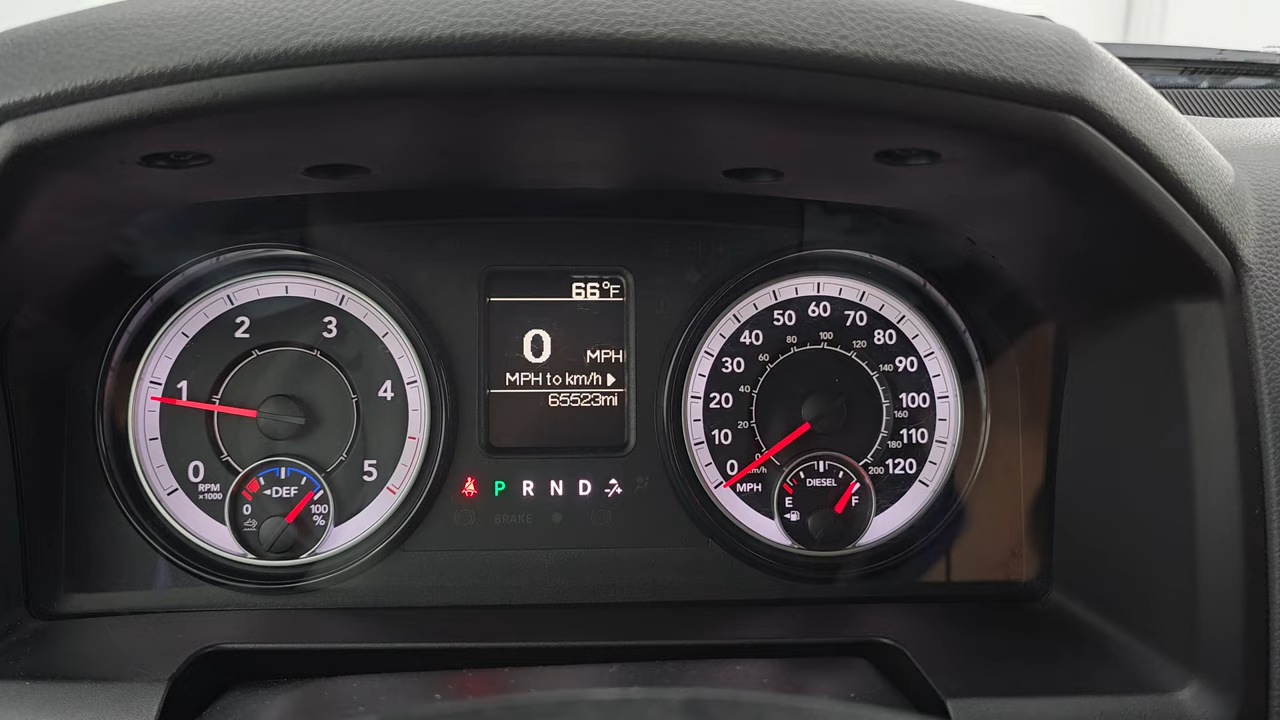 66°F
0 MPH
MPH to km/h
65523mi
0 1 2 3 4 5
RPM
x1000
DEF
0 100
%
P R N D
BRAKE
0 10 20 30 40 50 60 70 80 90 100 110 120
MPH
0 20 40 60 80 100 120 140 160 180 200
km/h
DIESEL
E F